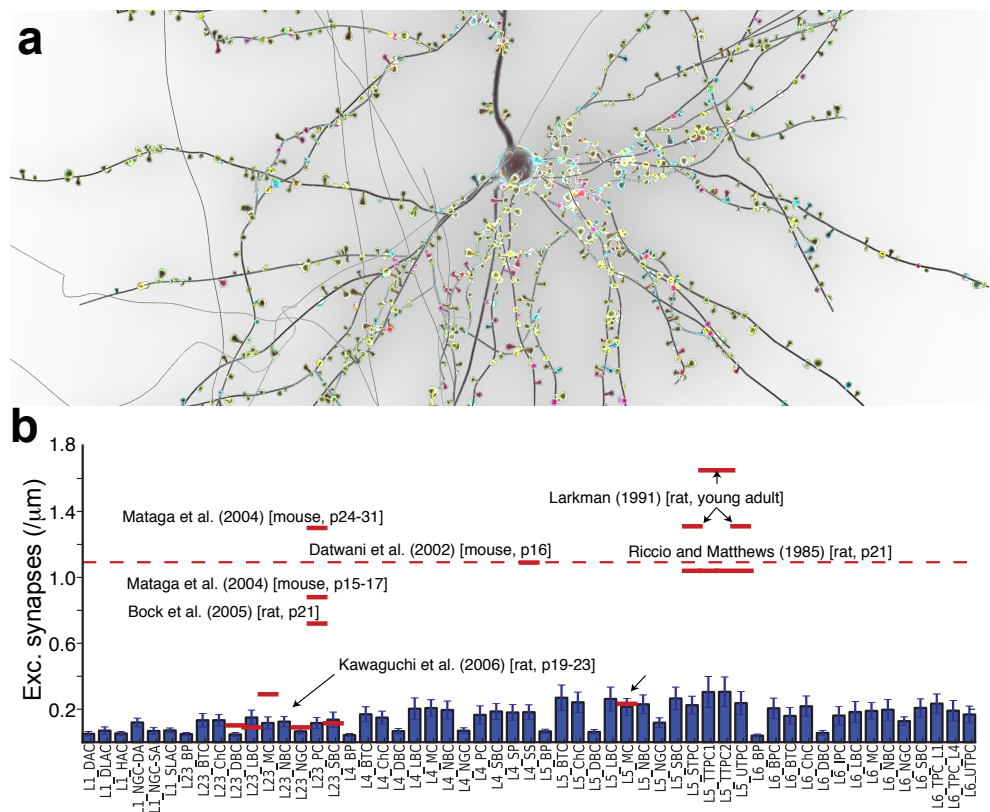 a
b
Exc. synapses (/μm)
1.8
1.4
1.0
0.6
0.2
Larkman (1991) [rat, young adult]
Mataga et al. (2004) [mouse, p24-31]
Datwani et al. (2002) [mouse, p16]
Riccio and Matthews (1985) [rat, p21]
Mataga et al. (2004) [mouse, p15-17]
Bock et al. (2005) [rat, p21]
Kawaguchi et al. (2006) [rat, p19-23]
L1_DAC
L1_DLAC
L1_HAC
L1_NGC-DA
L1_NGC-SA
L1_SLAC
L23_BP
L23_BTC
L23_ChC
L23_DBC
L23_LBC
L23_MC
L23_NBC
L23_NGC
L23_PC
L23_SBC
L4_BP
L4_BTC
L4_ChC
L4_DBC
L4_LBC
L4_MC
L4_NBC
L4_NGC
L4_PC
L4_SBC
L4_SP
L4_SS
L5_BP
L5_BTC
L5_ChC
L5_DBC
L5_LBC
L5_MC
L5_NBC
L5_NGC
L5_SBC
L5_STPC
L5_TTPC1
L5_TTPC2
L5_UTPC
L6_BP
L6_BPC
L6_BTC
L6_ChC
L6_DBC
L6_IPC
L6_LBC
L6_MC
L6_NBC
L6_NGC
L6_SBC
L6_TPC_L1
L6_TPC_L4
L6_UTPC